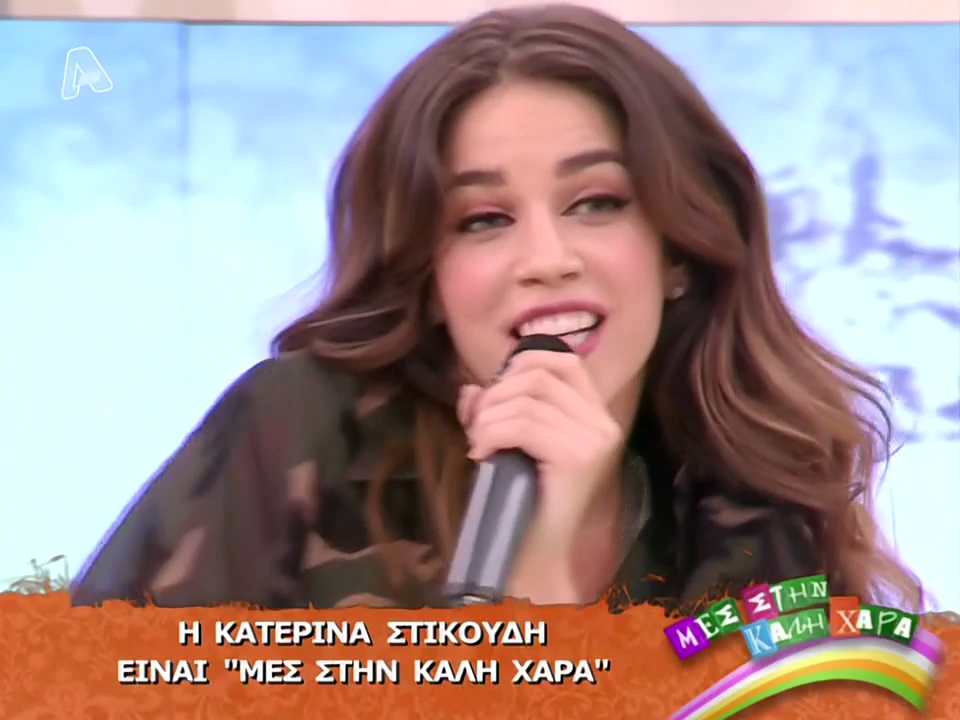 Η ΚΑΤΕΡΙΝΑ ΣΤΙΚΟΥΔΗ
ΕΙΝΑΙ "ΜΕΣ ΣΤΗΝ ΚΑΛΗ ΧΑΡΑ"
ΜΕΣ ΣΤΗΝ
ΚΑΛΗ ΧΑΡΑ